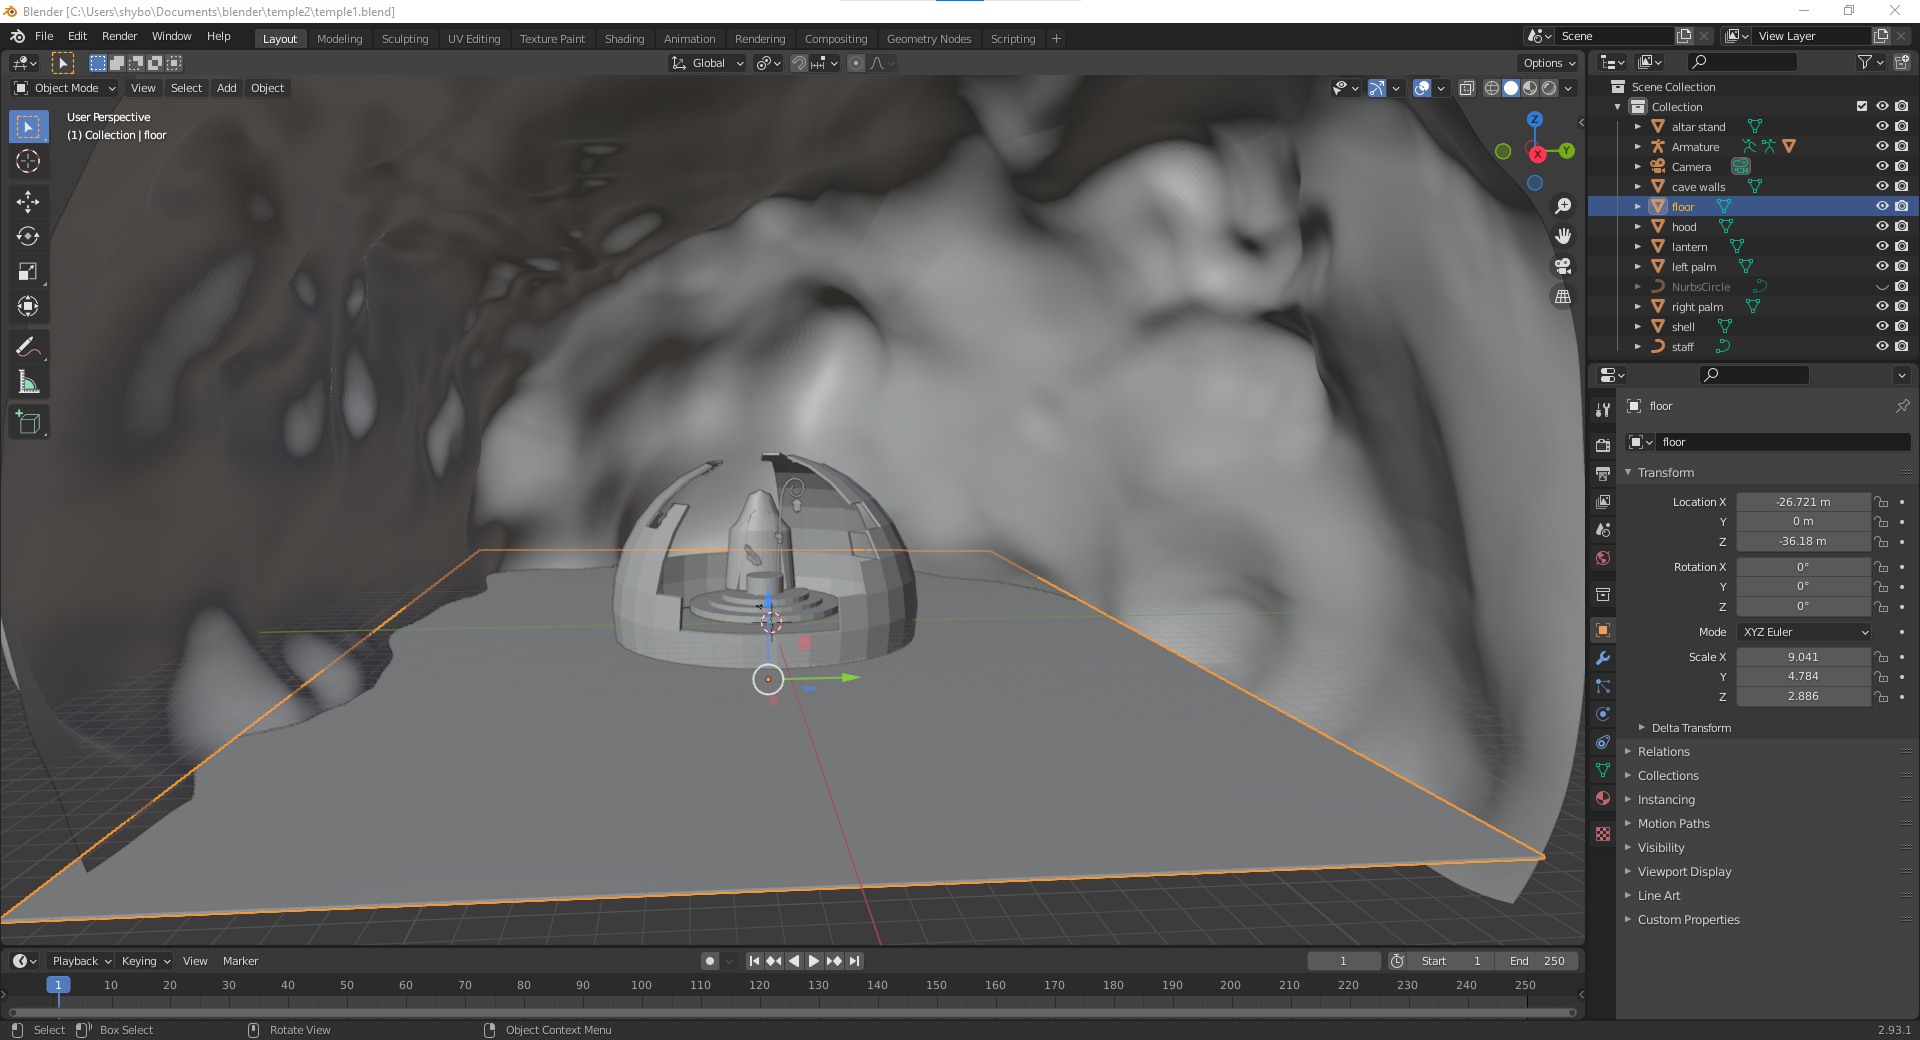 Blender [C:\Users\shybo\Documents\blender\temple2\temple1.blend]
File Edit Render Window Help
Layout Modeling Sculpting UV Editing Texture Paint Shading Animation Rendering Compositing Geometry Nodes Scripting +
Scene View Layer
Global Options
Object Mode View Select Add Object
User Perspective
(1) Collection | floor
Z
Y
X
Scene Collection
Collection
altar stand
Armature
Camera
cave walls
floor
hood
lantern
left palm
NurbsCircle
right palm
shell
staff
floor
floor
Transform
Location X -26.721 m
Y 0 m
Z -36.18 m
Rotation X 0°
Y 0°
Z 0°
Mode XYZ Euler
Scale X 9.041
Y 4.784
Z 2.886
Delta Transform
Relations
Collections
Instancing
Motion Paths
Visibility
Viewport Display
Line Art
Custom Properties
Playback Keying View Marker
1 Start 1 End 250
1 10 20 30 40 50 60 70 80 90 100 110 120 130 140 150 160 170 180 190 200 210 220 230 240 250
Select Box Select Rotate View Object Context Menu
2.93.1